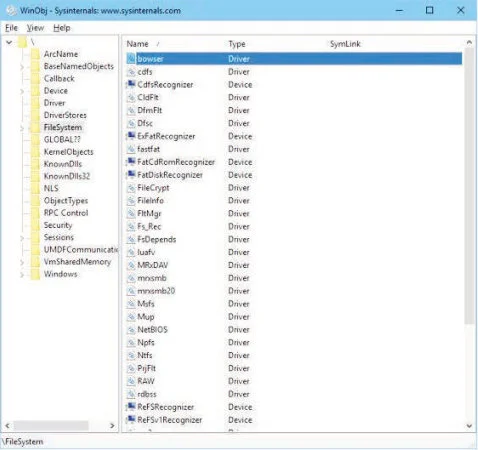 WinObj - Sysinternals: www.sysinternals.com
File View Help
\
ArcName
BaseNamedObjects
Callback
Device
Driver
DriverStores
FileSystem
GLOBAL??
KernelObjects
KnownDlls
KnownDlls32
NLS
ObjectTypes
RPC Control
Security
Sessions
UMDFCommunicatio
VmSharedMemory
Windows
Name / Type SymLink
bowser Driver
cdfs Driver
CdfsRecognizer Device
CldFlt Driver
DfmFlt Driver
Dfsc Driver
ExFatRecognizer Device
fastfat Driver
FatCdRomRecognizer Device
FatDiskRecognizer Device
FileCrypt Driver
FileInfo Driver
FltMgr Driver
Fs_Rec Driver
FsDepends Driver
luafv Driver
MRxDAV Driver
mrxsmb Driver
mrxsmb20 Driver
Msfs Driver
Mup Driver
NetBIOS Driver
Npfs Driver
Ntfs Driver
PrjFlt Driver
RAW Driver
rdbss Driver
ReFSRecognizer Device
ReFSv1Recognizer Device
\FileSystem